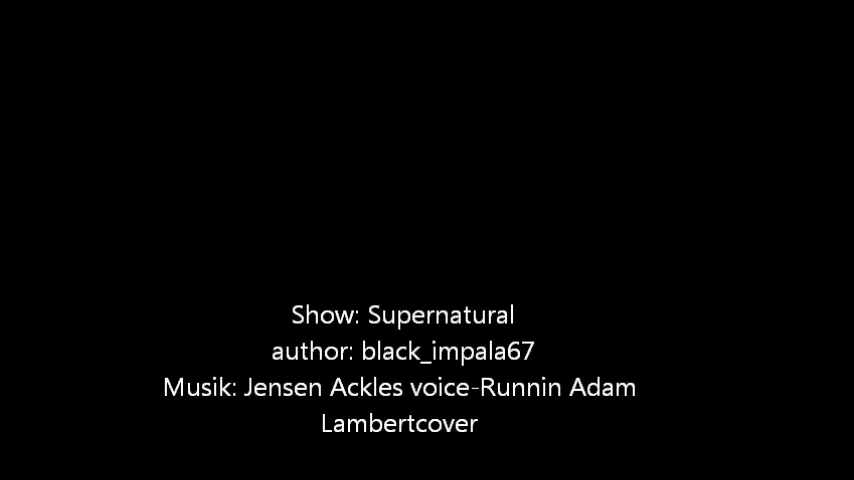 Show: Supernatural
author: black_impala67
Musik: Jensen Ackles voice-Runnin Adam
Lambertcover